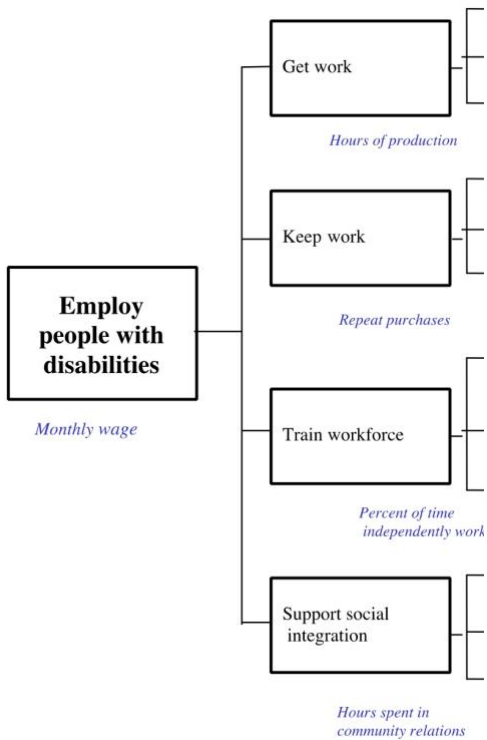 Get work
Hours of production
Keep work
Repeat purchases
Employ
people with
disabilities
Monthly wage
Train workforce
Percent of time
independently work
Support social
integration
Hours spent in
community relations